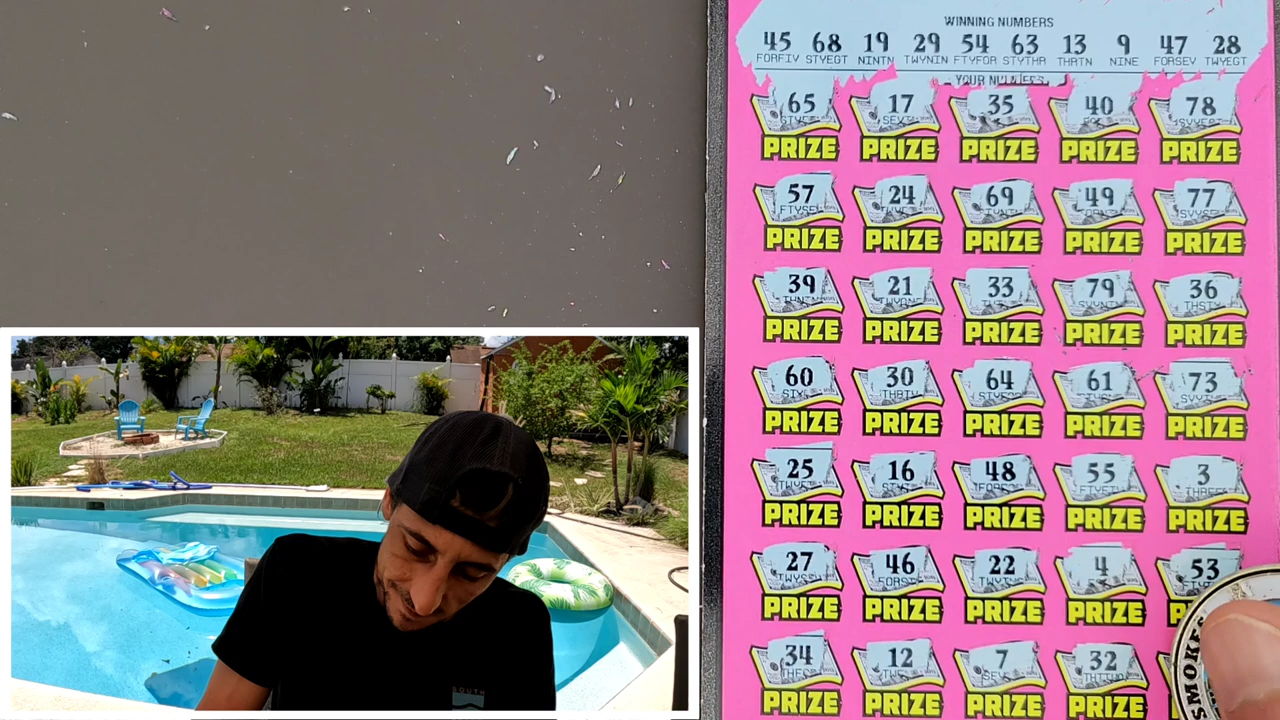 WINNING NUMBERS
45 68 19 29 54 63 13 9 47 28
FORFIV STYEGT NINTN TWYNIN FTYFOR STYTHR THRTN NINE FORSEV TWYEGT
65 17 35 40 78
PRIZE PRIZE PRIZE PRIZE PRIZE
57 24 69 49 77
PRIZE PRIZE PRIZE PRIZE PRIZE
39 21 33 79 36
PRIZE PRIZE PRIZE PRIZE PRIZE
60 30 64 61 73
PRIZE PRIZE PRIZE PRIZE PRIZE
25 16 48 55 3
PRIZE PRIZE PRIZE PRIZE PRIZE
27 46 22 4 53
PRIZE PRIZE PRIZE PRIZE
34 12 7 32
PRIZE PRIZE PRIZE PRIZE
SMOKE
SOUTH